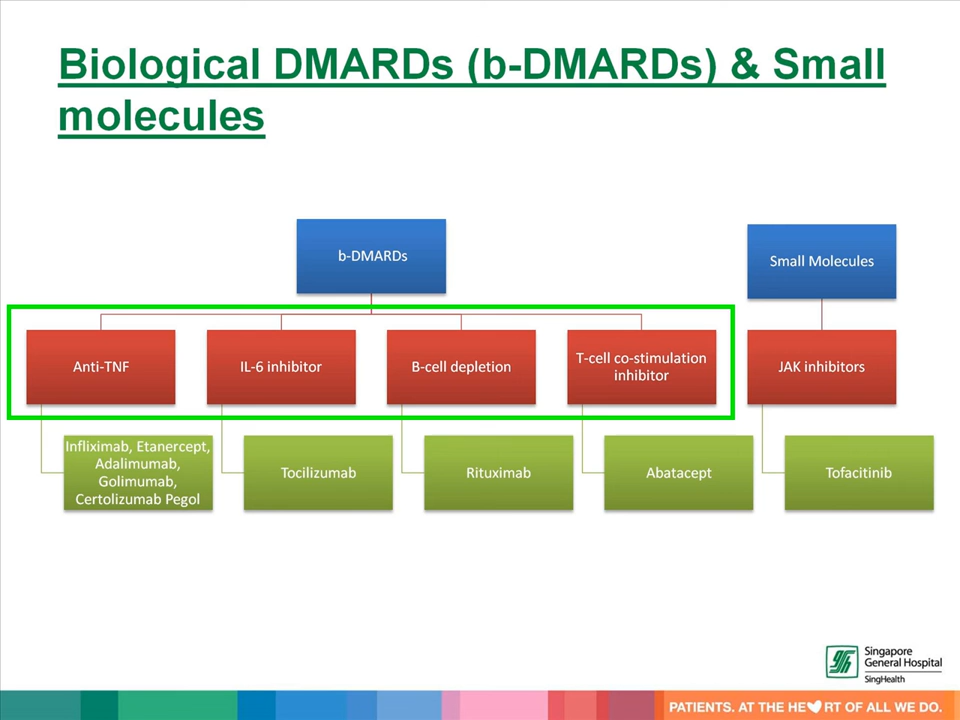 Biological DMARDs (b-DMARDs) & Small
molecules
b-DMARDs
Small Molecules
Anti-TNF
IL-6 inhibitor
B-cell depletion
T-cell co-stimulation
inhibitor
JAK inhibitors
Infliximab, Etanercept,
Adalimumab,
Golimumab,
Certolizumab Pegol
Tocilizumab
Rituximab
Abatacept
Tofacitinib
Singapore
General Hospital
SingHealth
PATIENTS. AT THE HE♥RT OF ALL WE DO.